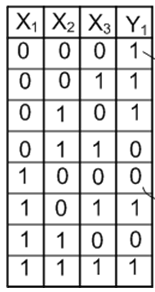 X1 X2 X3 Y1
0 0 0 1
0 0 1 1
0 1 0 1
0 1 1 0
1 0 0 0
1 0 1 1
1 1 0 0
1 1 1 1